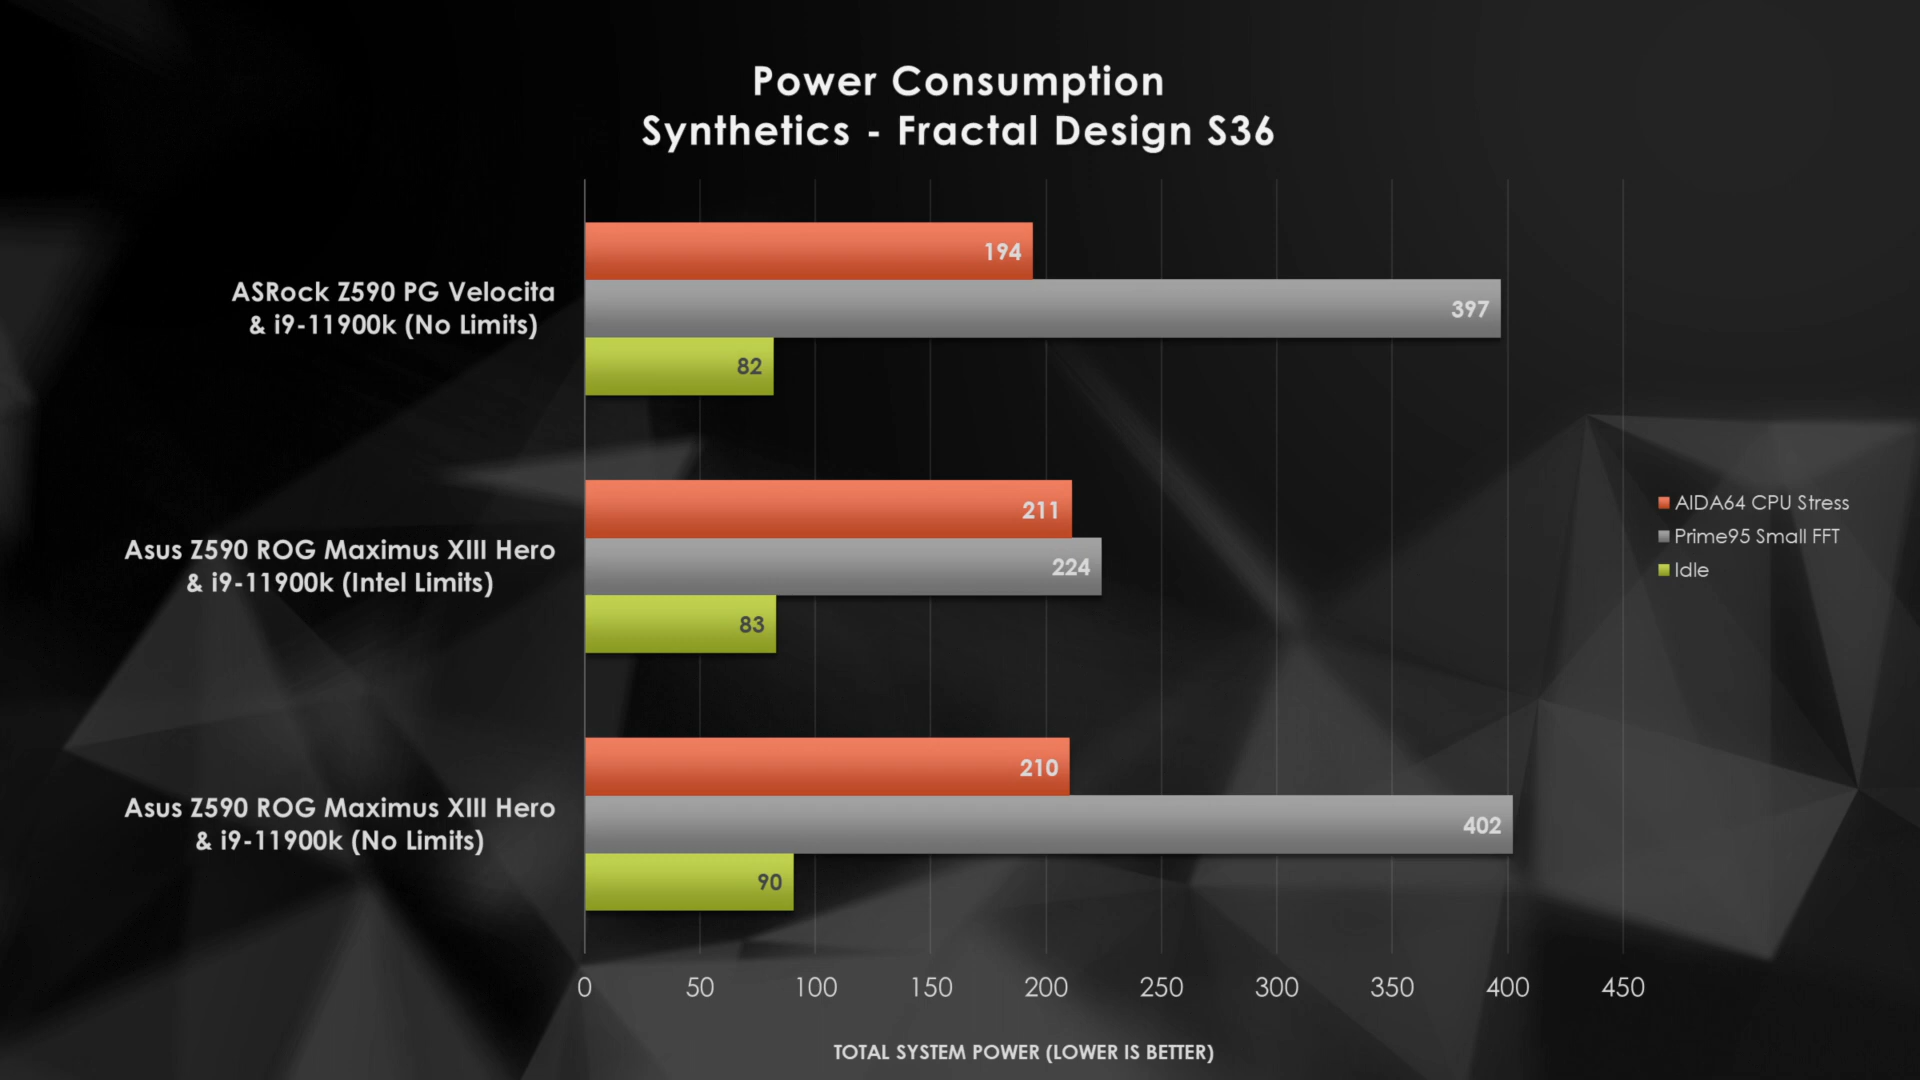 Power Consumption
Synthetics - Fractal Design S36
ASRock Z590 PG Velocita
& i9-11900k (No Limits)
194
397
82
Asus Z590 ROG Maximus XIII Hero
& i9-11900k (Intel Limits)
211
224
83
Asus Z590 ROG Maximus XIII Hero
& i9-11900k (No Limits)
210
402
90
AIDA64 CPU Stress
Prime95 Small FFT
Idle
0 50 100 150 200 250 300 350 400 450
TOTAL SYSTEM POWER (LOWER IS BETTER)